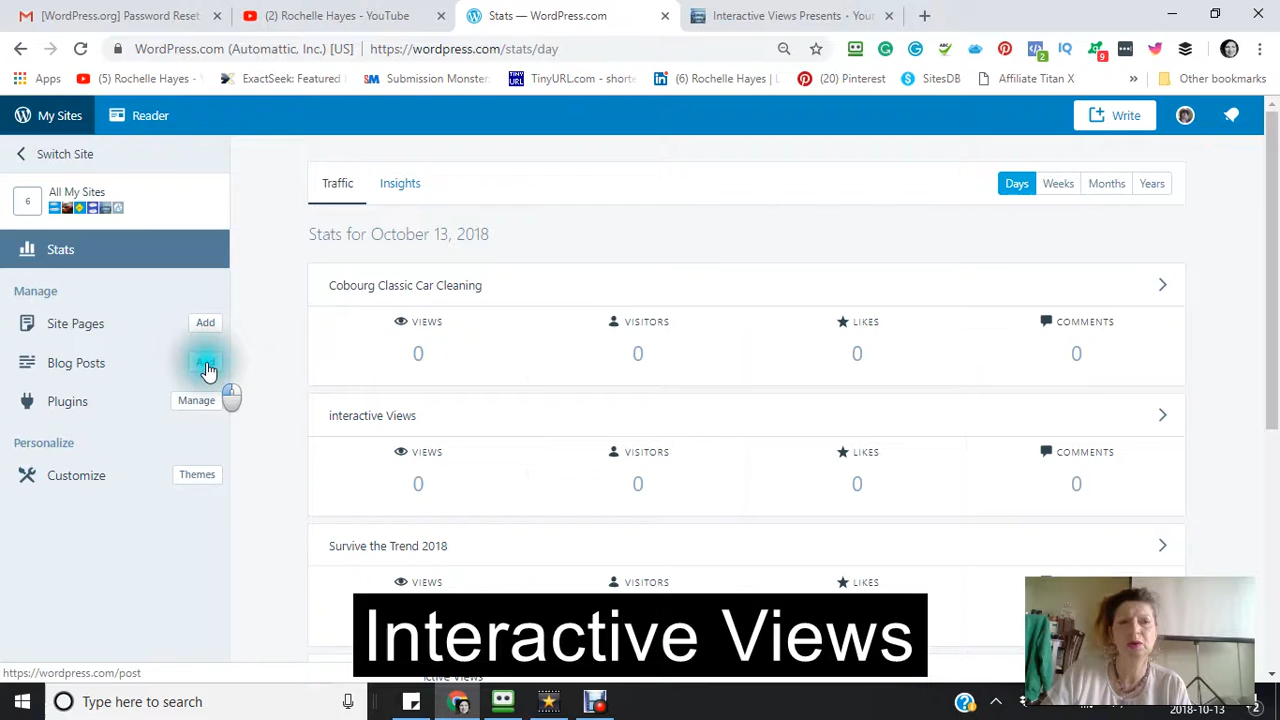 [WordPress.org] Password Reset
(2) Rochelle Hayes - YouTube
Stats — WordPress.com
Interactive Views Presents - You
WordPress.com (Automattic, Inc.) [US]
https://wordpress.com/stats/day
Apps
(5) Rochelle Hayes -
ExactSeek: Featured
Submission Monster
TinyURL.com - shorte
(6) Rochelle Hayes |
(20) Pinterest
SitesDB
Affiliate Titan X
Other bookmarks
My Sites
Reader
Write
Switch Site
6
All My Sites
Stats
Manage
Site Pages
Add
Blog Posts
Add
Plugins
Manage
Personalize
Customize
Themes
Traffic
Insights
Days
Weeks
Months
Years
Stats for October 13, 2018
Cobourg Classic Car Cleaning
VIEWS
VISITORS
LIKES
COMMENTS
0
0
0
0
interactive Views
VIEWS
VISITORS
LIKES
COMMENTS
0
0
0
0
Survive the Trend 2018
VIEWS
VISITORS
LIKES
COMMENTS
Interactive Views
https://wordpress.com/post
Type here to search
2018-10-13